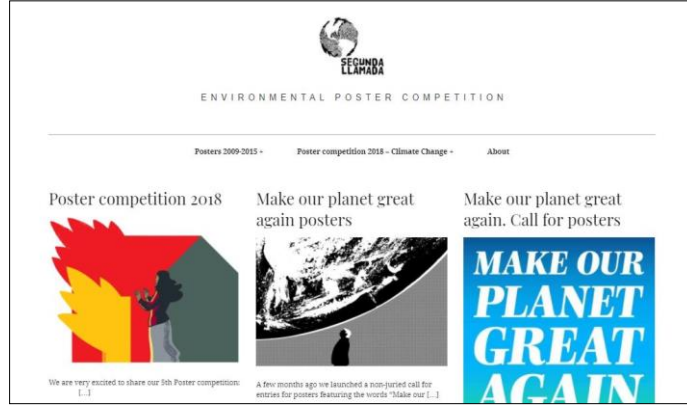 SEGUNDA
LLAMADA
ENVIRONMENTAL POSTER COMPETITION
Posters 2009-2015
Poster competition 2018 – Climate Change
About
Poster competition 2018
We are very excited to share our 9th Poster competition:
[...]
Make our planet great
again posters
A few months ago we launched a non-juried call for
entries for posters featuring the words “Make our [...]
Make our planet great
again. Call for posters
MAKE OUR
PLANET
GREAT
AGAIN